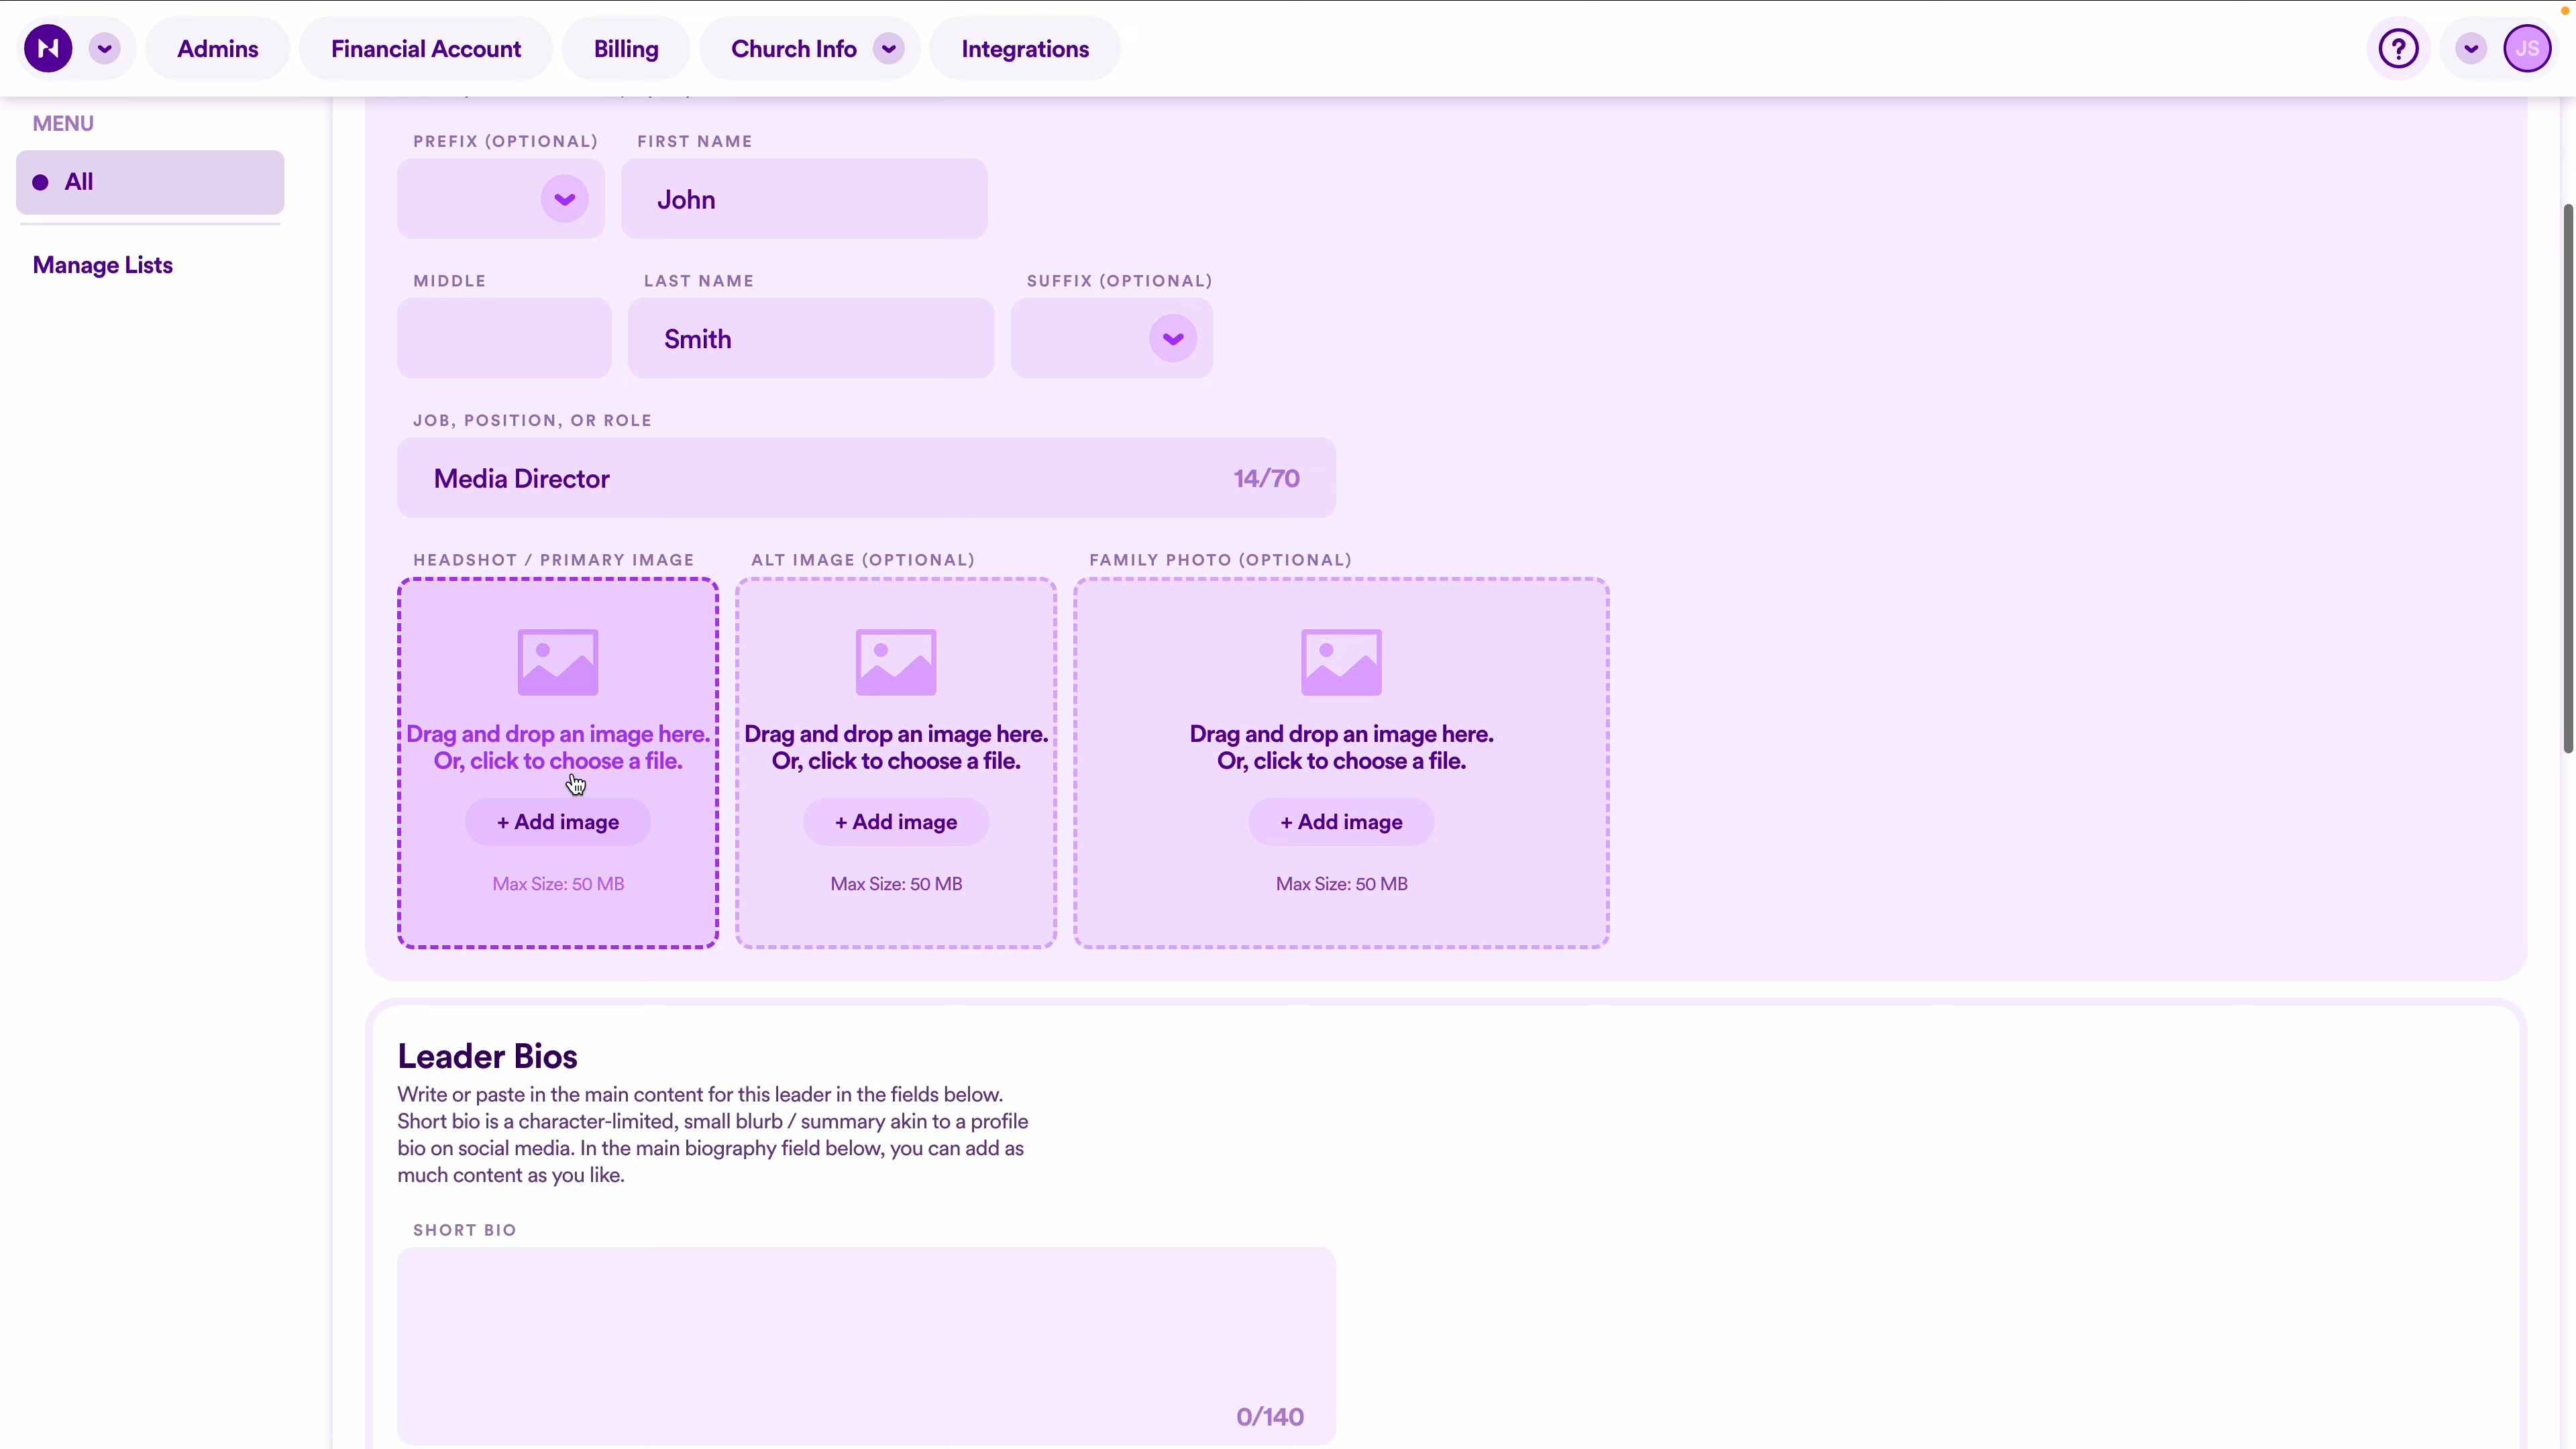 N
Admins
Financial Account
Billing
Church Info
Integrations
?
JS
MENU
All
Manage Lists
PREFIX (OPTIONAL)
FIRST NAME
John
MIDDLE
LAST NAME
SUFFIX (OPTIONAL)
Smith
JOB, POSITION, OR ROLE
Media Director
14/70
HEADSHOT / PRIMARY IMAGE
ALT IMAGE (OPTIONAL)
FAMILY PHOTO (OPTIONAL)
Drag and drop an image here.
Or, click to choose a file.
+ Add image
Max Size: 50 MB
Drag and drop an image here.
Or, click to choose a file.
+ Add image
Max Size: 50 MB
Drag and drop an image here.
Or, click to choose a file.
+ Add image
Max Size: 50 MB
Leader Bios
Write or paste in the main content for this leader in the fields below.
Short bio is a character-limited, small blurb / summary akin to a profile
bio on social media. In the main biography field below, you can add as
much content as you like.
SHORT BIO
0/140